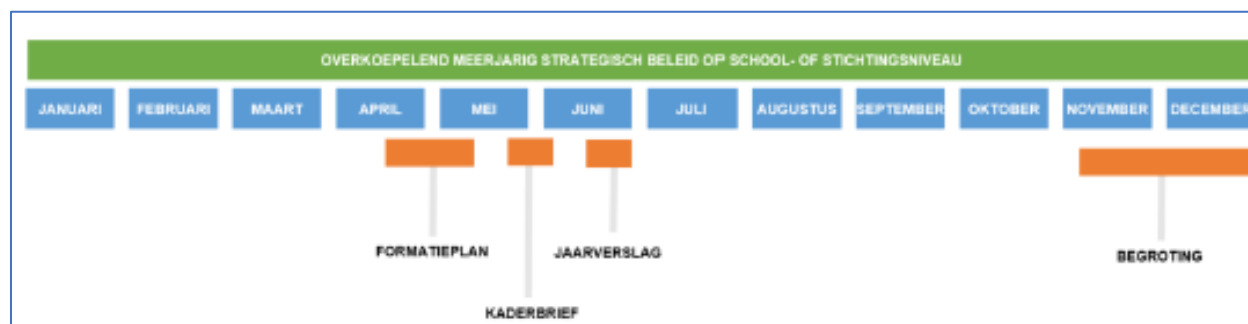 OVERKOEPELEND MEERJARIG STRATEGISCH BELEID OP SCHOOL- OF STICHTINGSNIVEAU
JANUARI FEBRUARI MAART APRIL MEI JUNI JULI AUGUSTUS SEPTEMBER OKTOBER NOVEMBER DECEMBER
FORMATIEPLAN JAARVERSLAG BEGROTING
KADERBRIEF